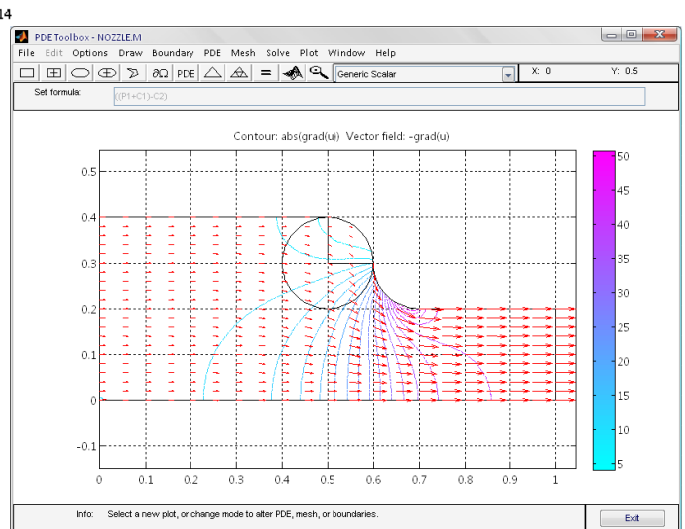 14
PDE Toolbox - NOZZLE.M
File Edit Options Draw Boundary PDE Mesh Solve Plot Window Help
∂Ω PDE = Generic Scalar X: 0 Y: 0.5
Set formula: ((P1+C1)-C2)
Contour: abs(grad(u)) Vector field: -grad(u)
0.5
0.4
0.3
0.2
0.1
0
-0.1
0 0.1 0.2 0.3 0.4 0.5 0.6 0.7 0.8 0.9 1
50
45
40
35
30
25
20
15
10
5
Info: Select a new plot, or change mode to alter PDE, mesh, or boundaries. Exit